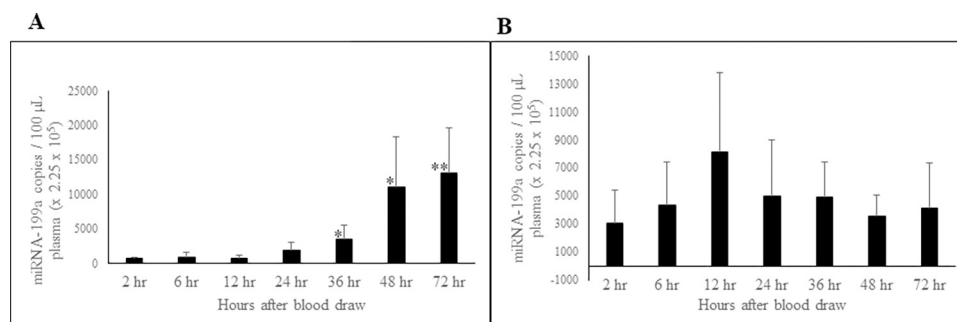 A
miRNA-199a copies / 100 µL
plasma (x 2.25 x 10⁵)
25000
20000
15000
10000
5000
0
*
*
**
2 hr 6 hr 12 hr 24 hr 36 hr 48 hr 72 hr
Hours after blood draw
B
miRNA-199a copies / 100 µL
plasma (x 2.25 x 10⁵)
15000
13000
11000
9000
7000
5000
3000
1000
-1000
2 hr 6 hr 12 hr 24 hr 36 hr 48 hr 72 hr
Hours after blood draw